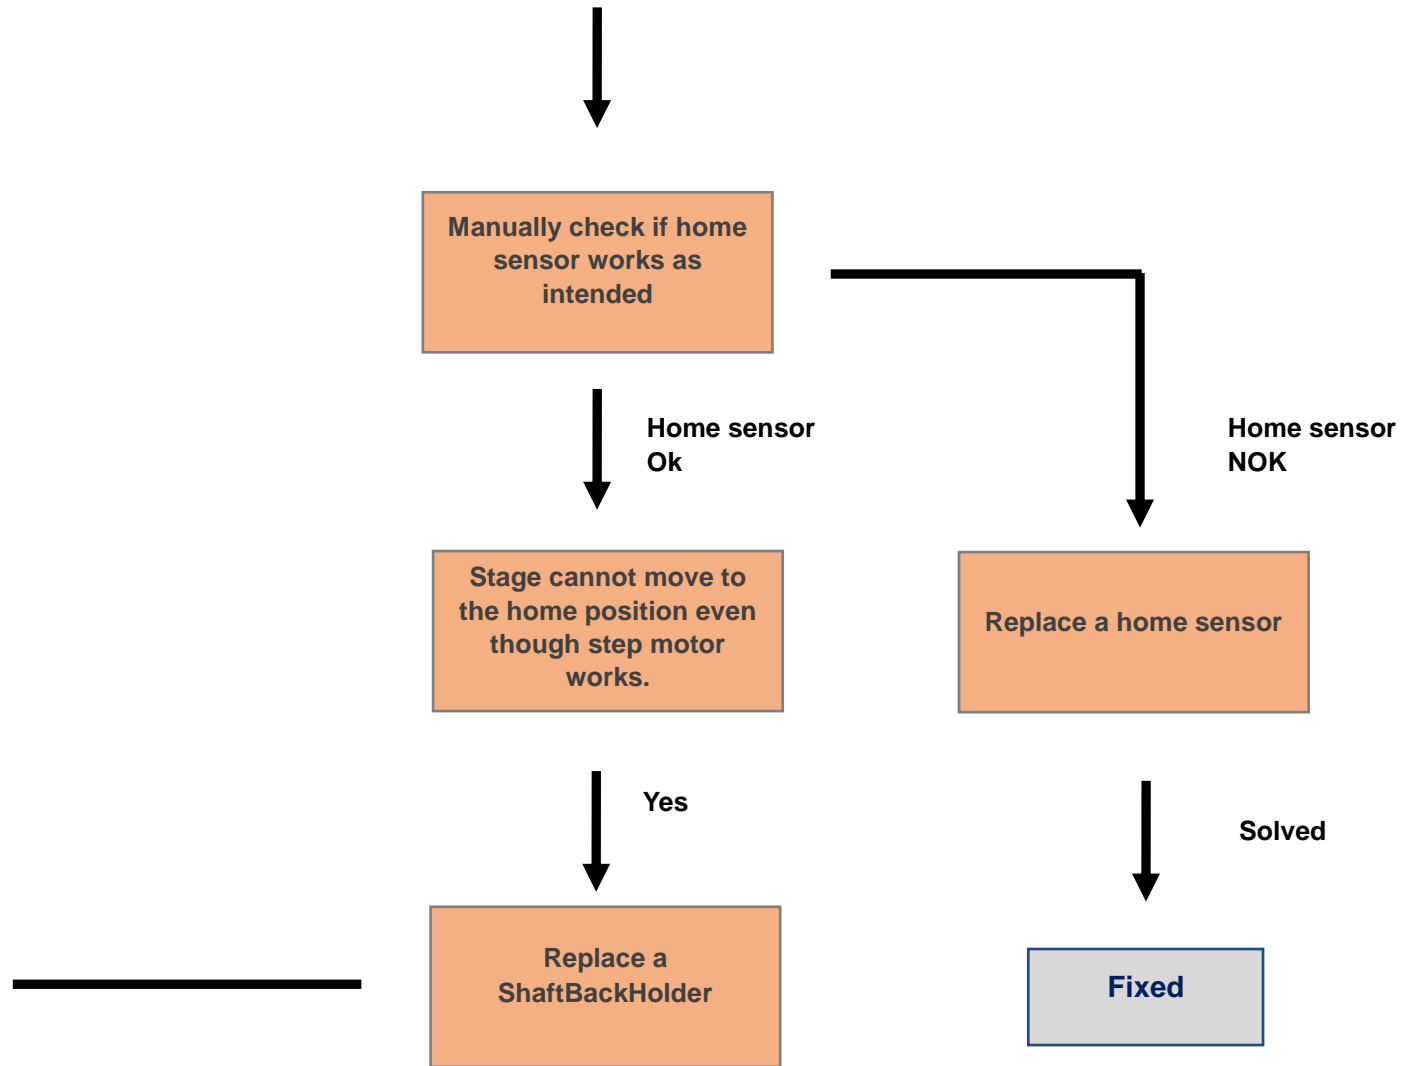 Manually check if home
sensor works as
intended
Home sensor
Ok
Home sensor
NOK
Stage cannot move to
the home position even
though step motor
works.
Replace a home sensor
Yes
Solved
Replace a
ShaftBackHolder
Fixed